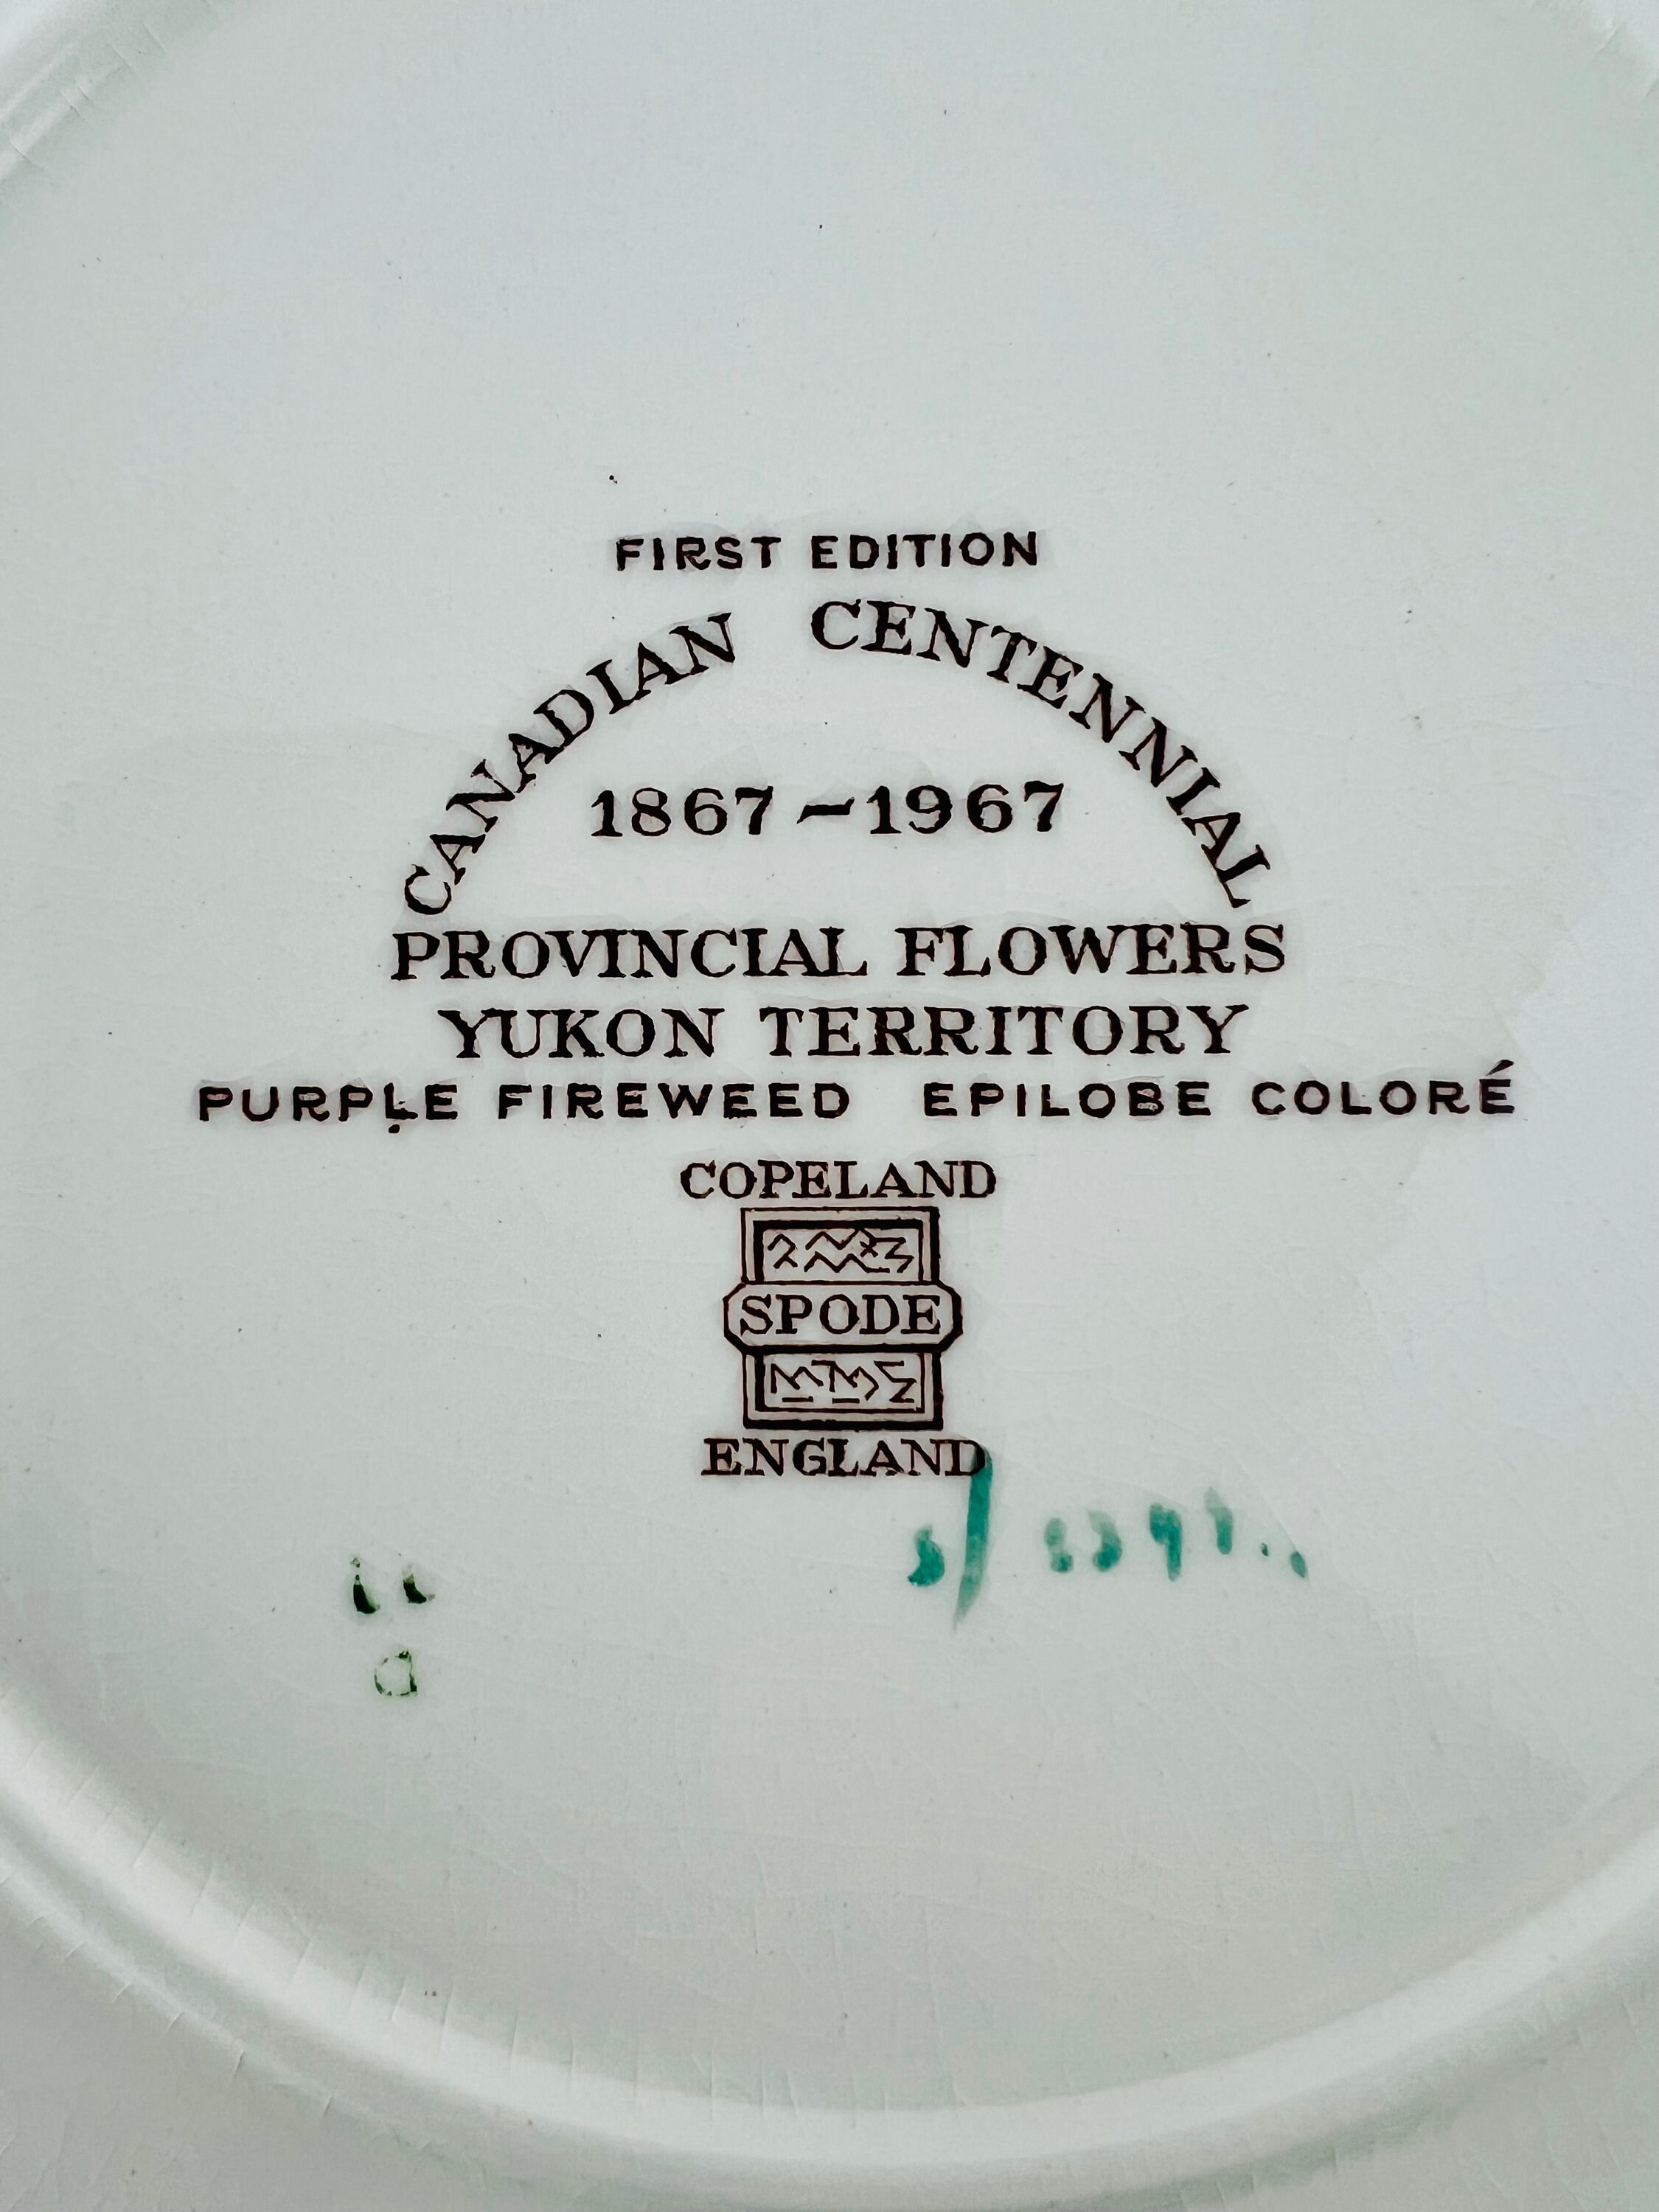 FIRST EDITION
CANADIAN CENTENNIAL
1867-1967
PROVINCIAL FLOWERS
YUKON TERRITORY
PURPLE FIREWEED EPILOBE COLORÉ
COPELAND
SPODE
ENGLAND